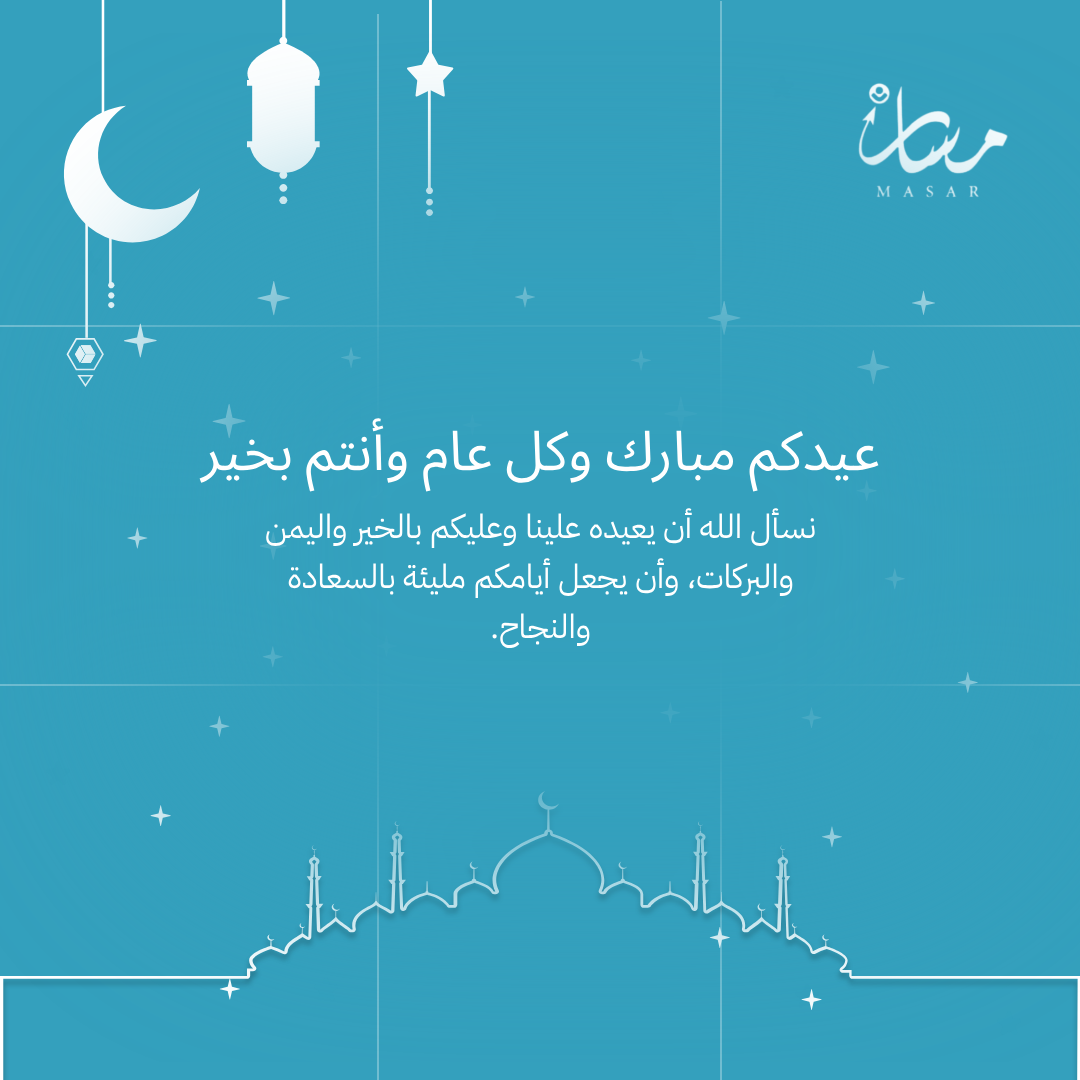 مسار
MASAR
عيدكم مبارك وكل عام وأنتم بخير
نسأل الله أن يعيده علينا وعليكم بالخير واليمن
والبركات، وأن يجعل أيامكم مليئة بالسعادة
والنجاح.